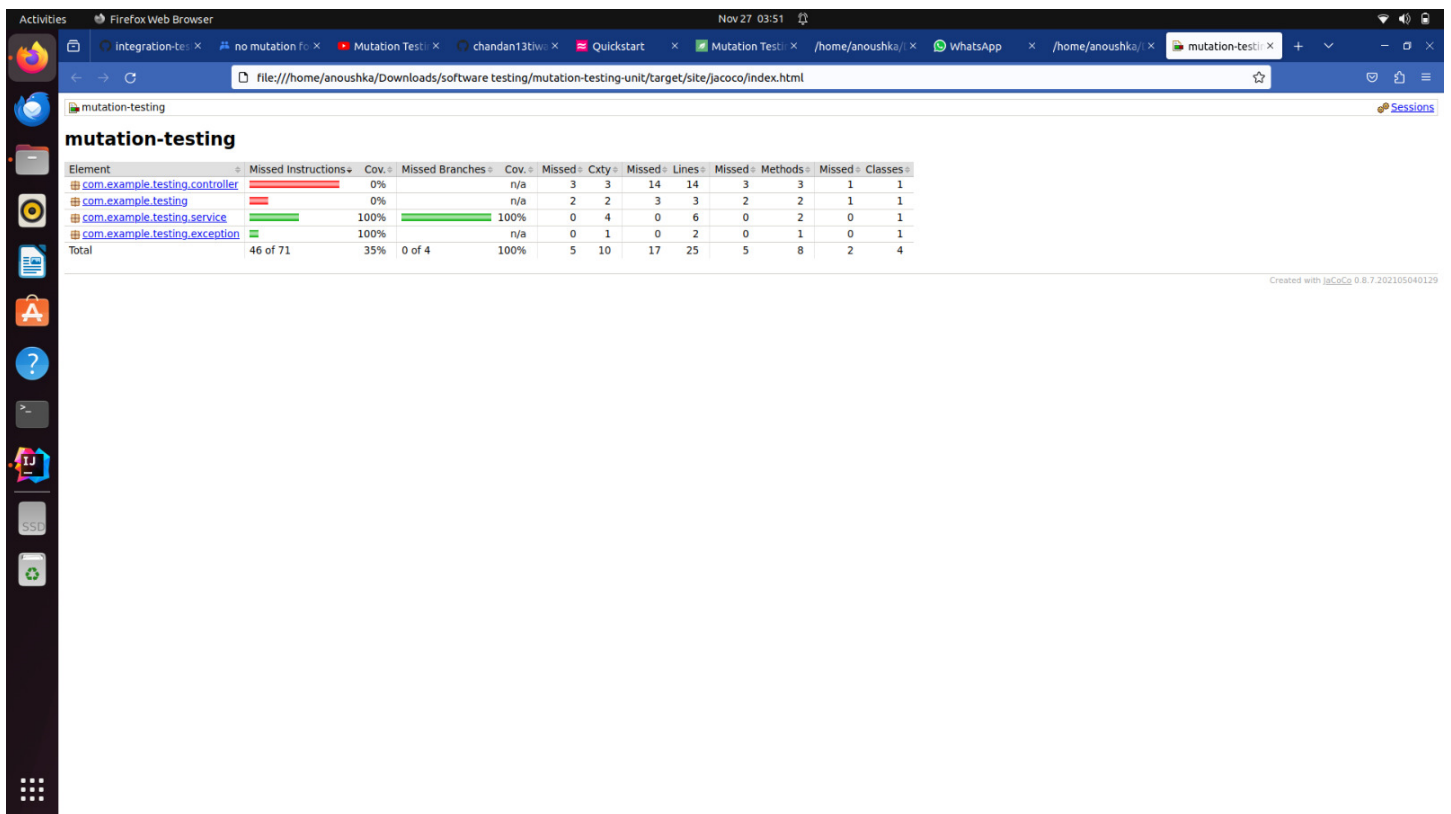 Activities Firefox Web Browser Nov 27 03:51
integration-tes no mutation fo Mutation Testin chandan13tiwa Quickstart Mutation Testin /home/anoushka/ WhatsApp /home/anoushka/ mutation-testin
file:///home/anoushka/Downloads/software testing/mutation-testing-unit/target/site/jacoco/index.html
mutation-testing Sessions
mutation-testing
Element Missed Instructions Cov. Missed Branches Cov. Missed Cxty Missed Lines Missed Methods Missed Classes
com.example.testing.controller 0% n/a 3 3 14 14 3 3 1 1
com.example.testing 0% n/a 2 2 3 3 2 2 1 1
com.example.testing.service 100% 100% 0 4 0 6 0 2 0 1
com.example.testing.exception 100% n/a 0 1 0 2 0 1 0 1
Total 46 of 71 35% 0 of 4 100% 5 10 17 25 5 8 2 4
Created with JaCoCo 0.8.7.202105040129
IJ
SSD